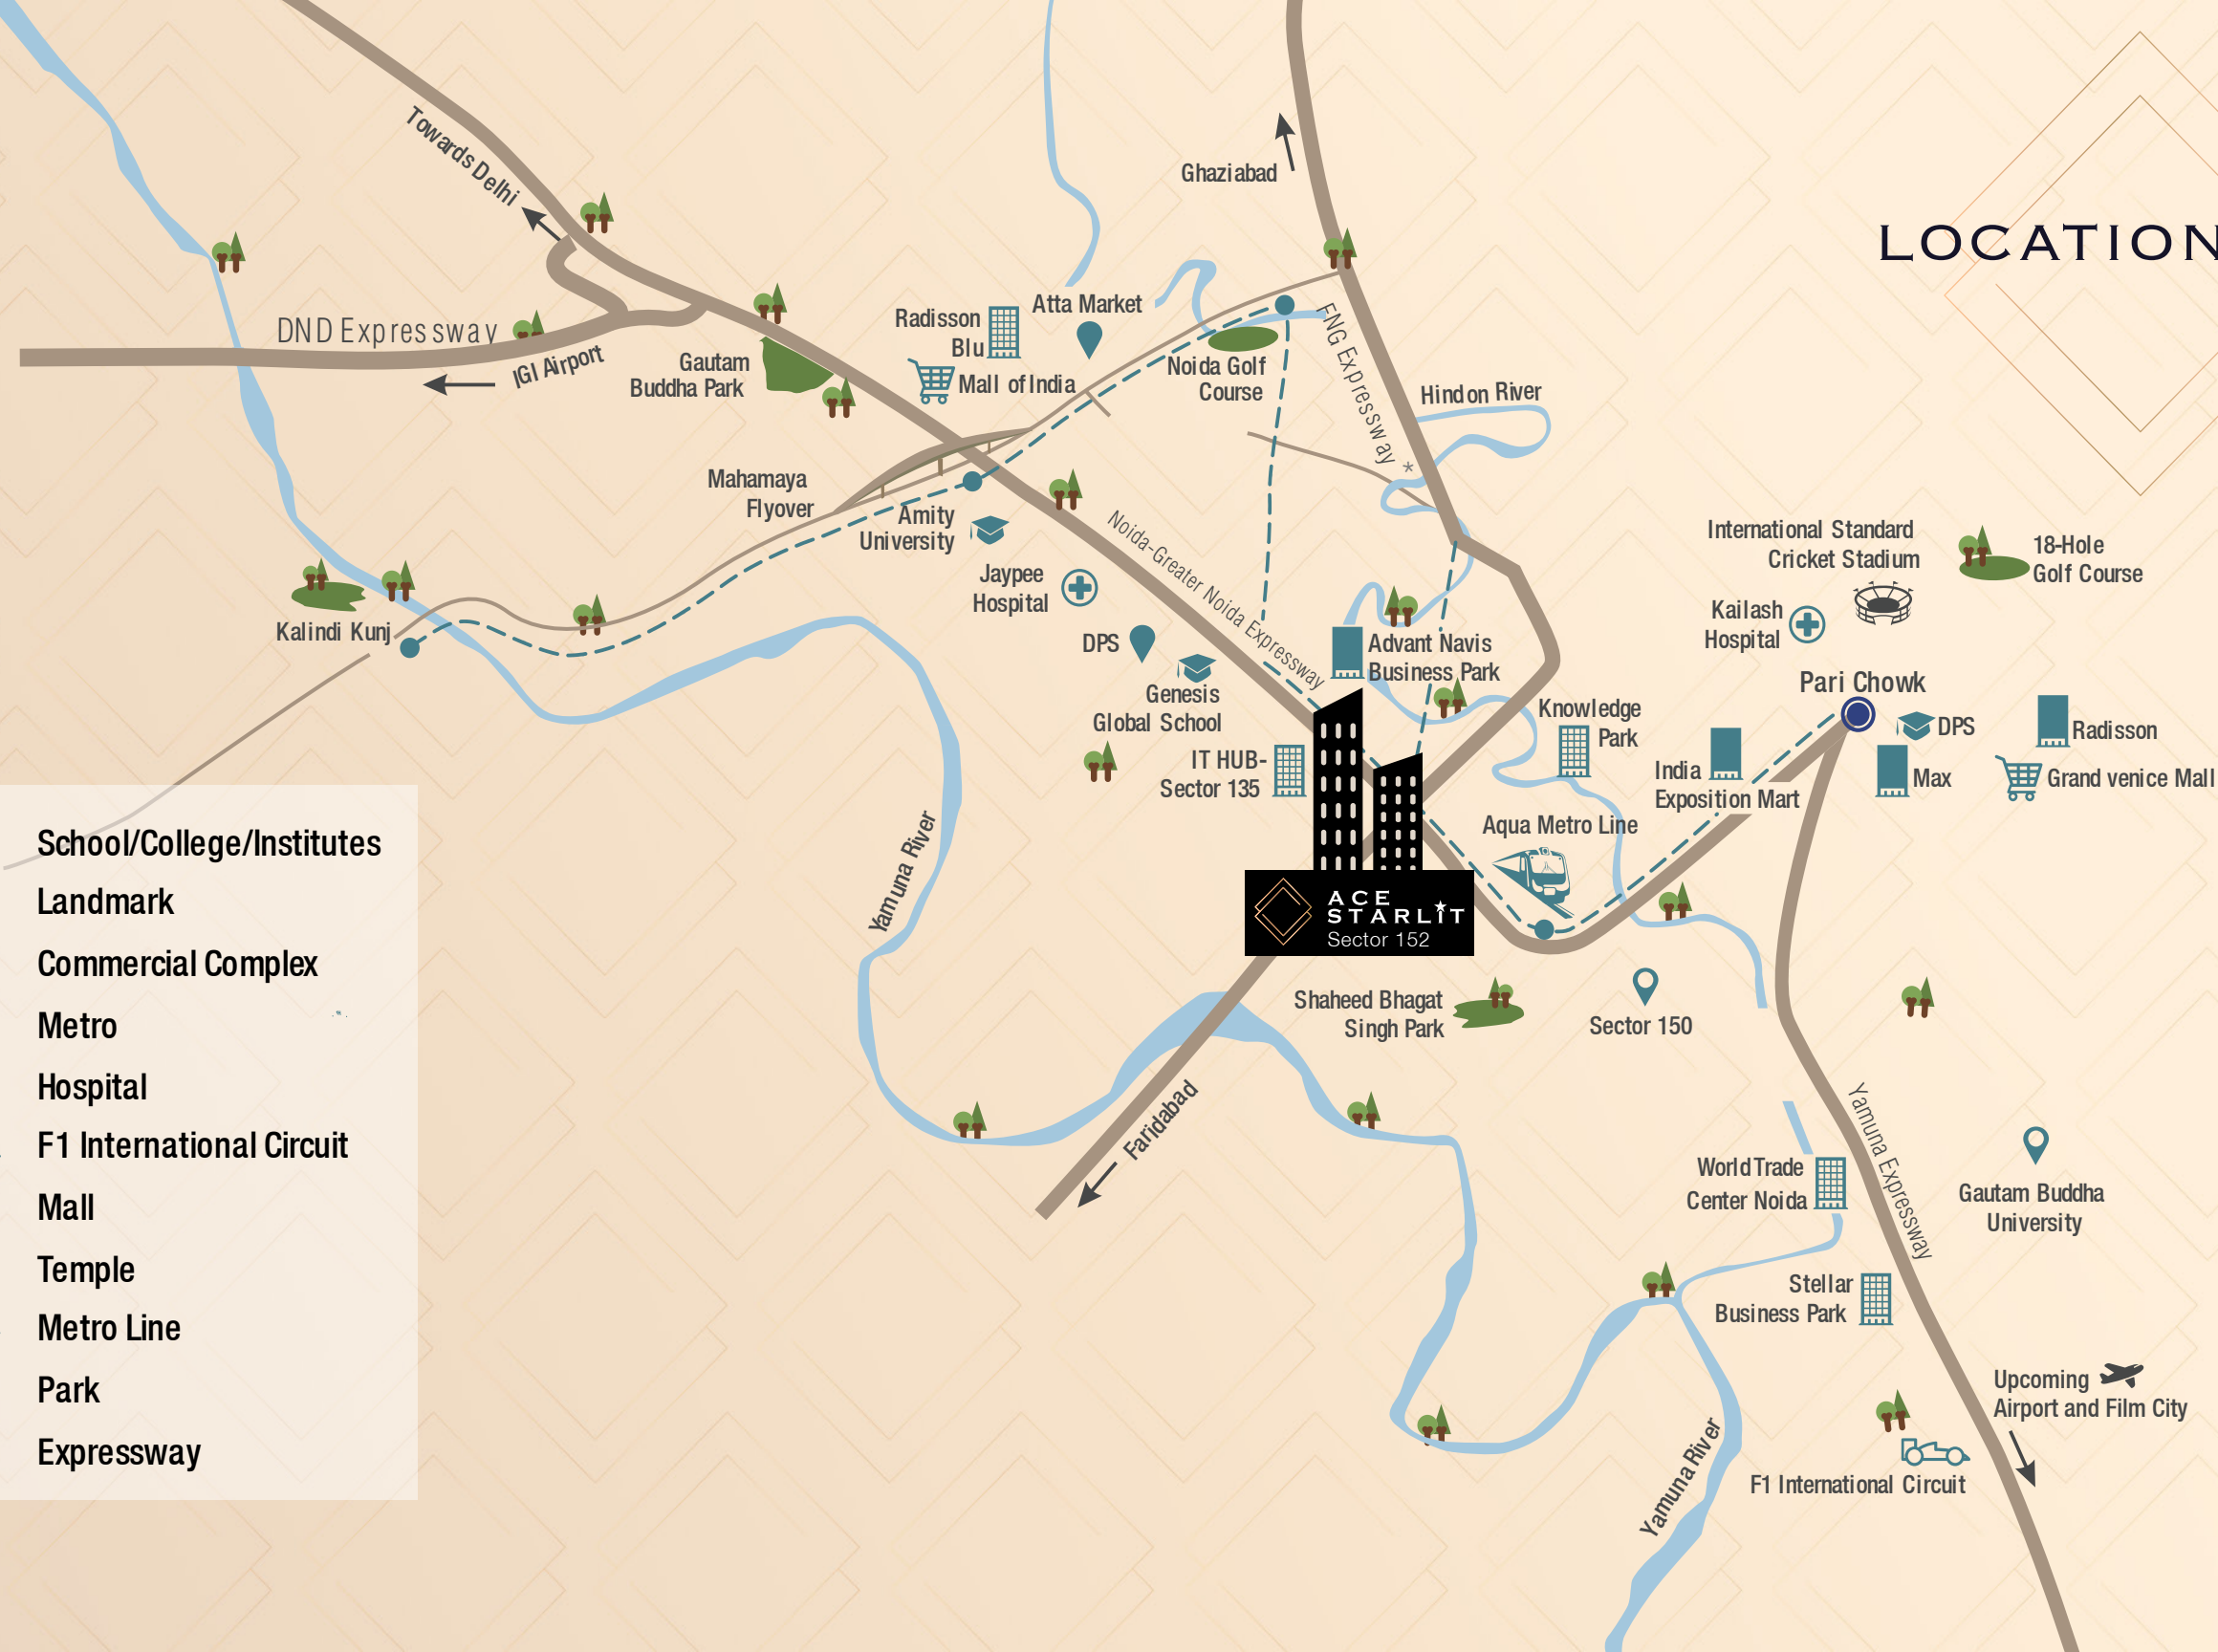 Towards Delhi
Ghaziabad
LOCATION
DND Expressway
IGI Airport
Radisson
Blu
Atta Market
Gautam
Buddha Park
Mall of India
Noida Golf
Course
FNG Expressway *
Hindon River
Mahamaya
Flyover
Amity
University
Noida-Greater Noida Expressway
International Standard
Cricket Stadium
18-Hole
Golf Course
Jaypee
Hospital
Kailash
Hospital
Kalindi Kunj
DPS
Advant Navis
Business Park
Genesis
Global School
Pari Chowk
Knowledge
Park
DPS
Radisson
IT HUB-
Sector 135
India
Exposition Mart
Max
Grand venice Mall
Aqua Metro Line
Yamuna River
ACE
STARLIT
Sector 152
School/College/Institutes
Landmark
Commercial Complex
Metro
Hospital
F1 International Circuit
Mall
Temple
Metro Line
Park
Expressway
Shaheed Bhagat
Singh Park
Sector 150
Faridabad
Yamuna Expressway
World Trade
Center Noida
Gautam Buddha
University
Stellar
Business Park
Upcoming
Airport and Film City
Yamuna River
F1 International Circuit